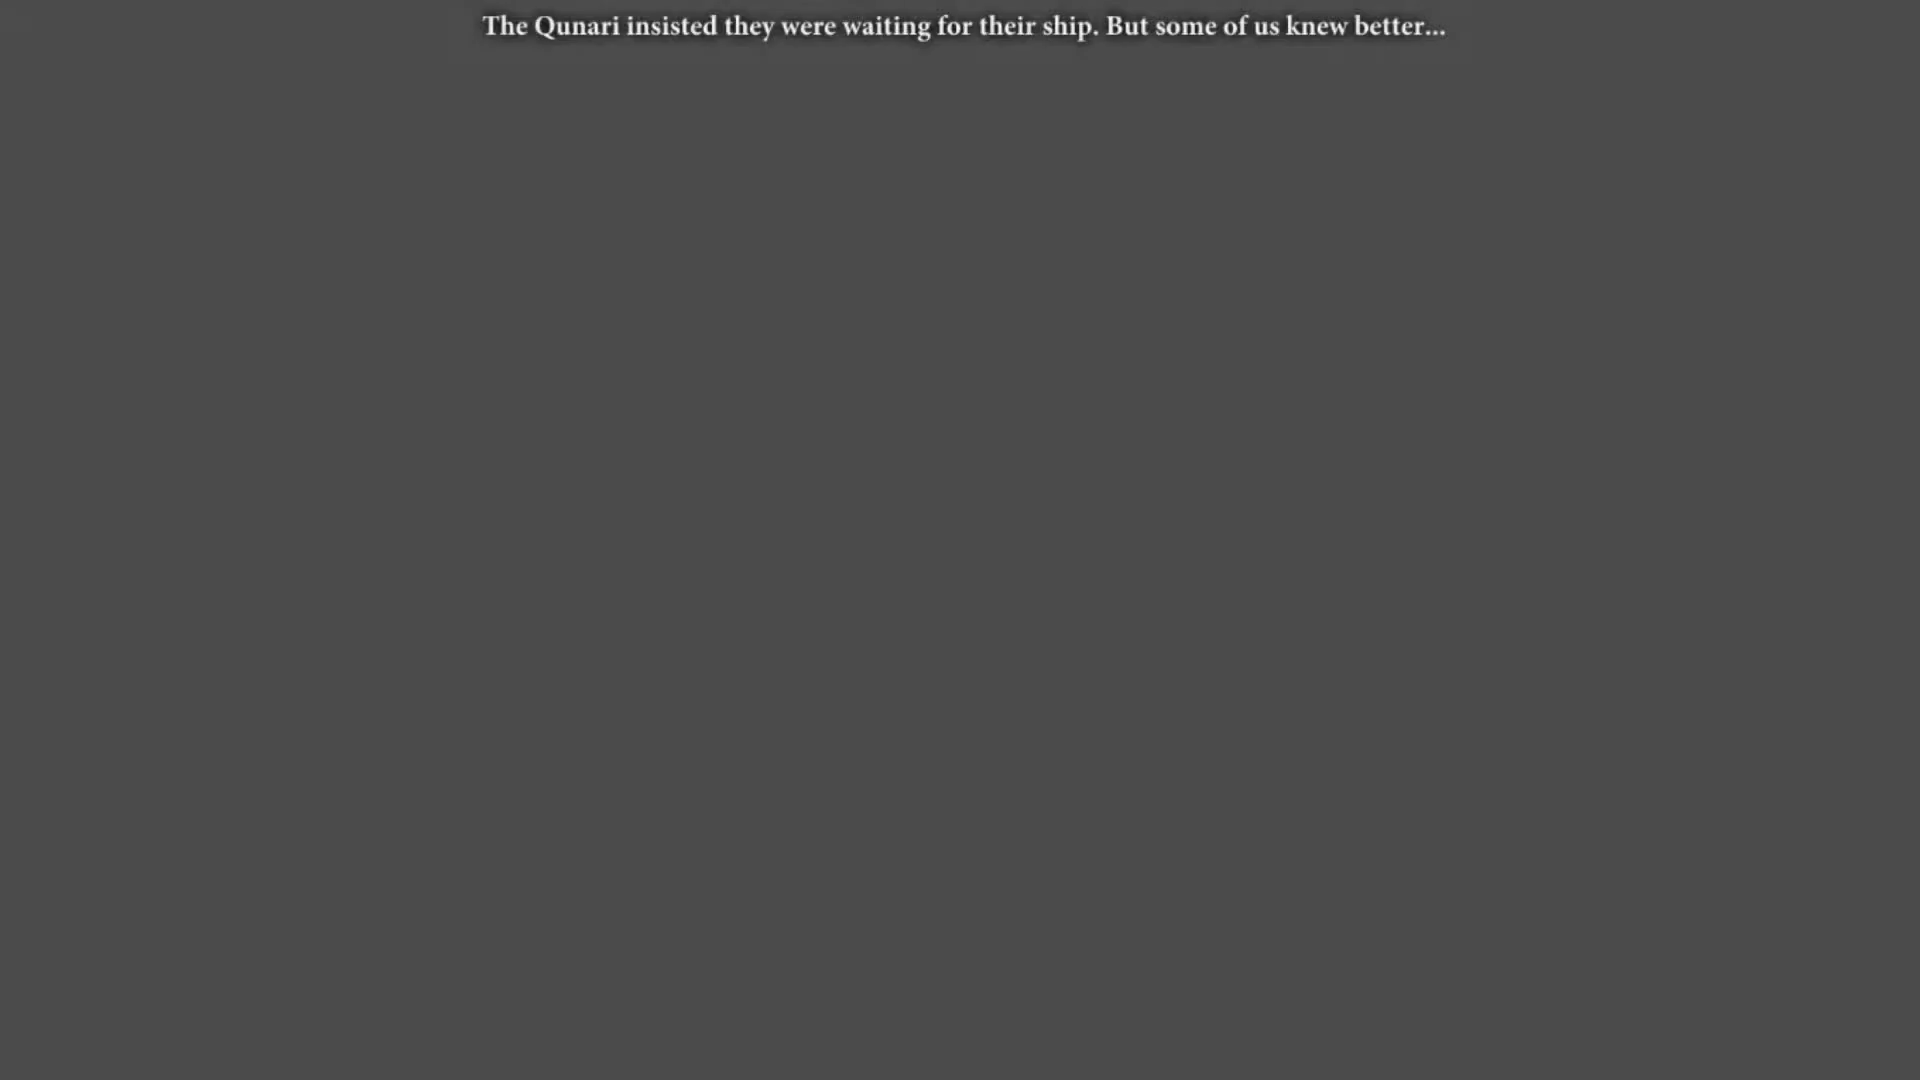 The Qunari insisted they were waiting for their ship. But some of us knew better...